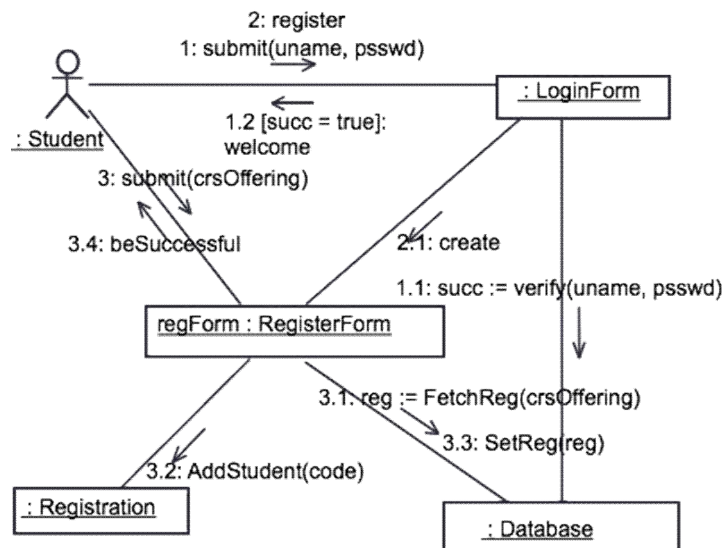 2: register
1: submit(uname, psswd)
: LoginForm
1.2 [succ = true]:
welcome
: Student
3: submit(crsOffering)
3.4: beSuccessful
2.1: create
1.1: succ := verify(uname, psswd)
regForm : RegisterForm
3.1: reg := FetchReg(crsOffering)
3.3: SetReg(reg)
3.2: AddStudent(code)
: Registration
: Database